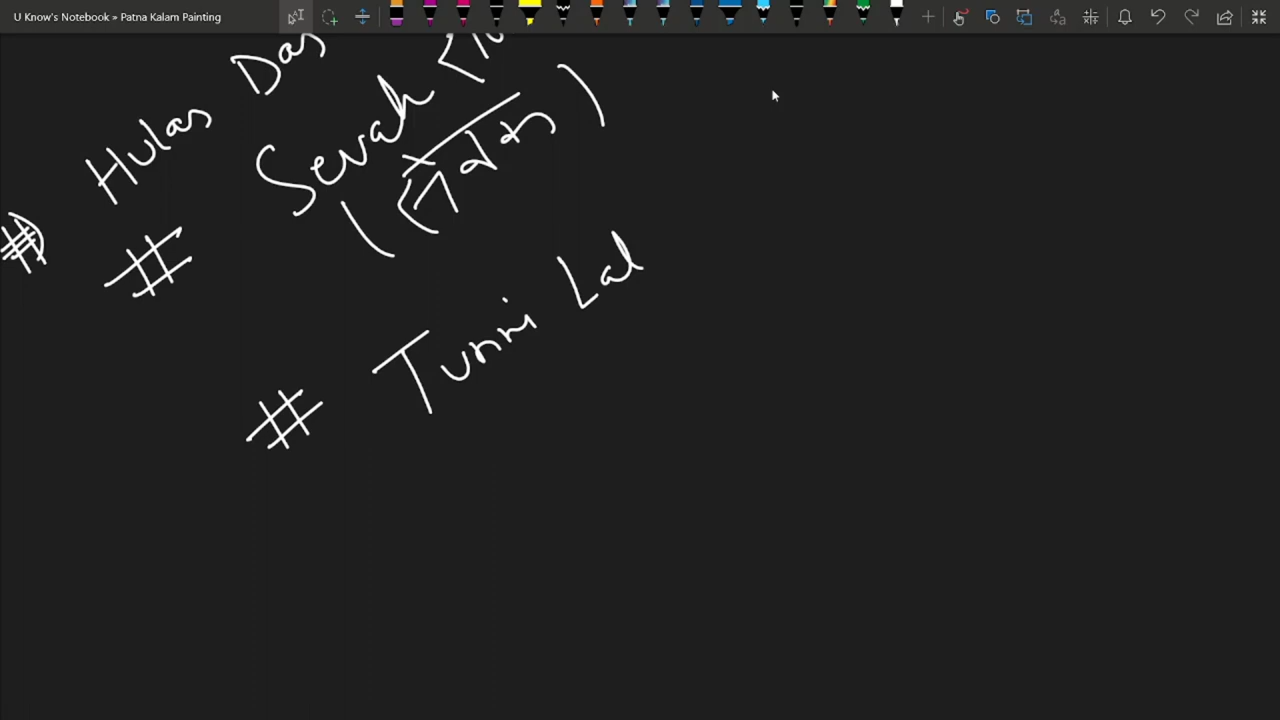 U Know's Notebook » Patna Kalam Painting
Hulas Das
# Sevak
# Tunni Lal